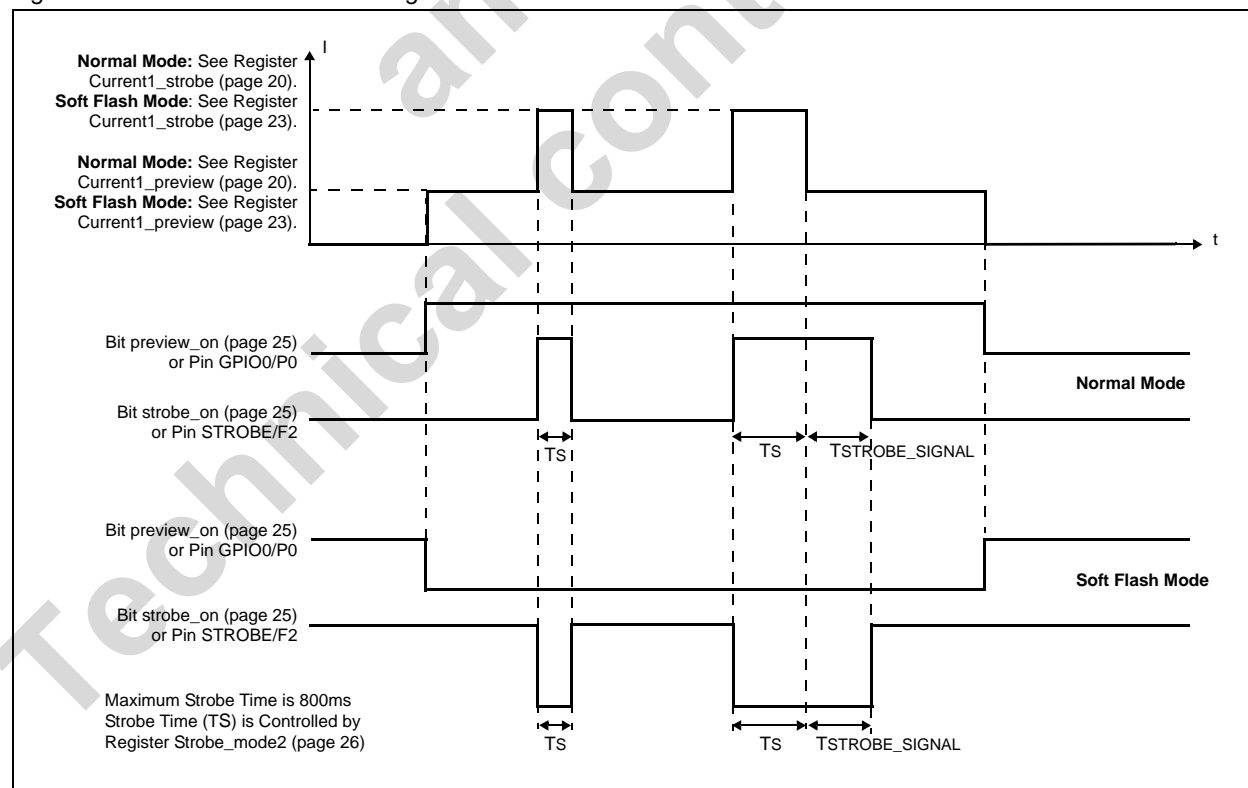 I
Normal Mode: See Register
Current1_strobe (page 20).
Soft Flash Mode: See Register
Current1_strobe (page 23).
Normal Mode: See Register
Current1_preview (page 20).
Soft Flash Mode: See Register
Current1_preview (page 23).
t
Bit preview_on (page 25)
or Pin GPIO0/P0
Normal Mode
Bit strobe_on (page 25)
or Pin STROBE/F2
TS
TS
TSTROBE_SIGNAL
Bit preview_on (page 25)
or Pin GPIO0/P0
Soft Flash Mode
Bit strobe_on (page 25)
or Pin STROBE/F2
Maximum Strobe Time is 800ms
Strobe Time (TS) is Controlled by
Register Strobe_mode2 (page 26)
TS
TS
TSTROBE_SIGNAL
Technical